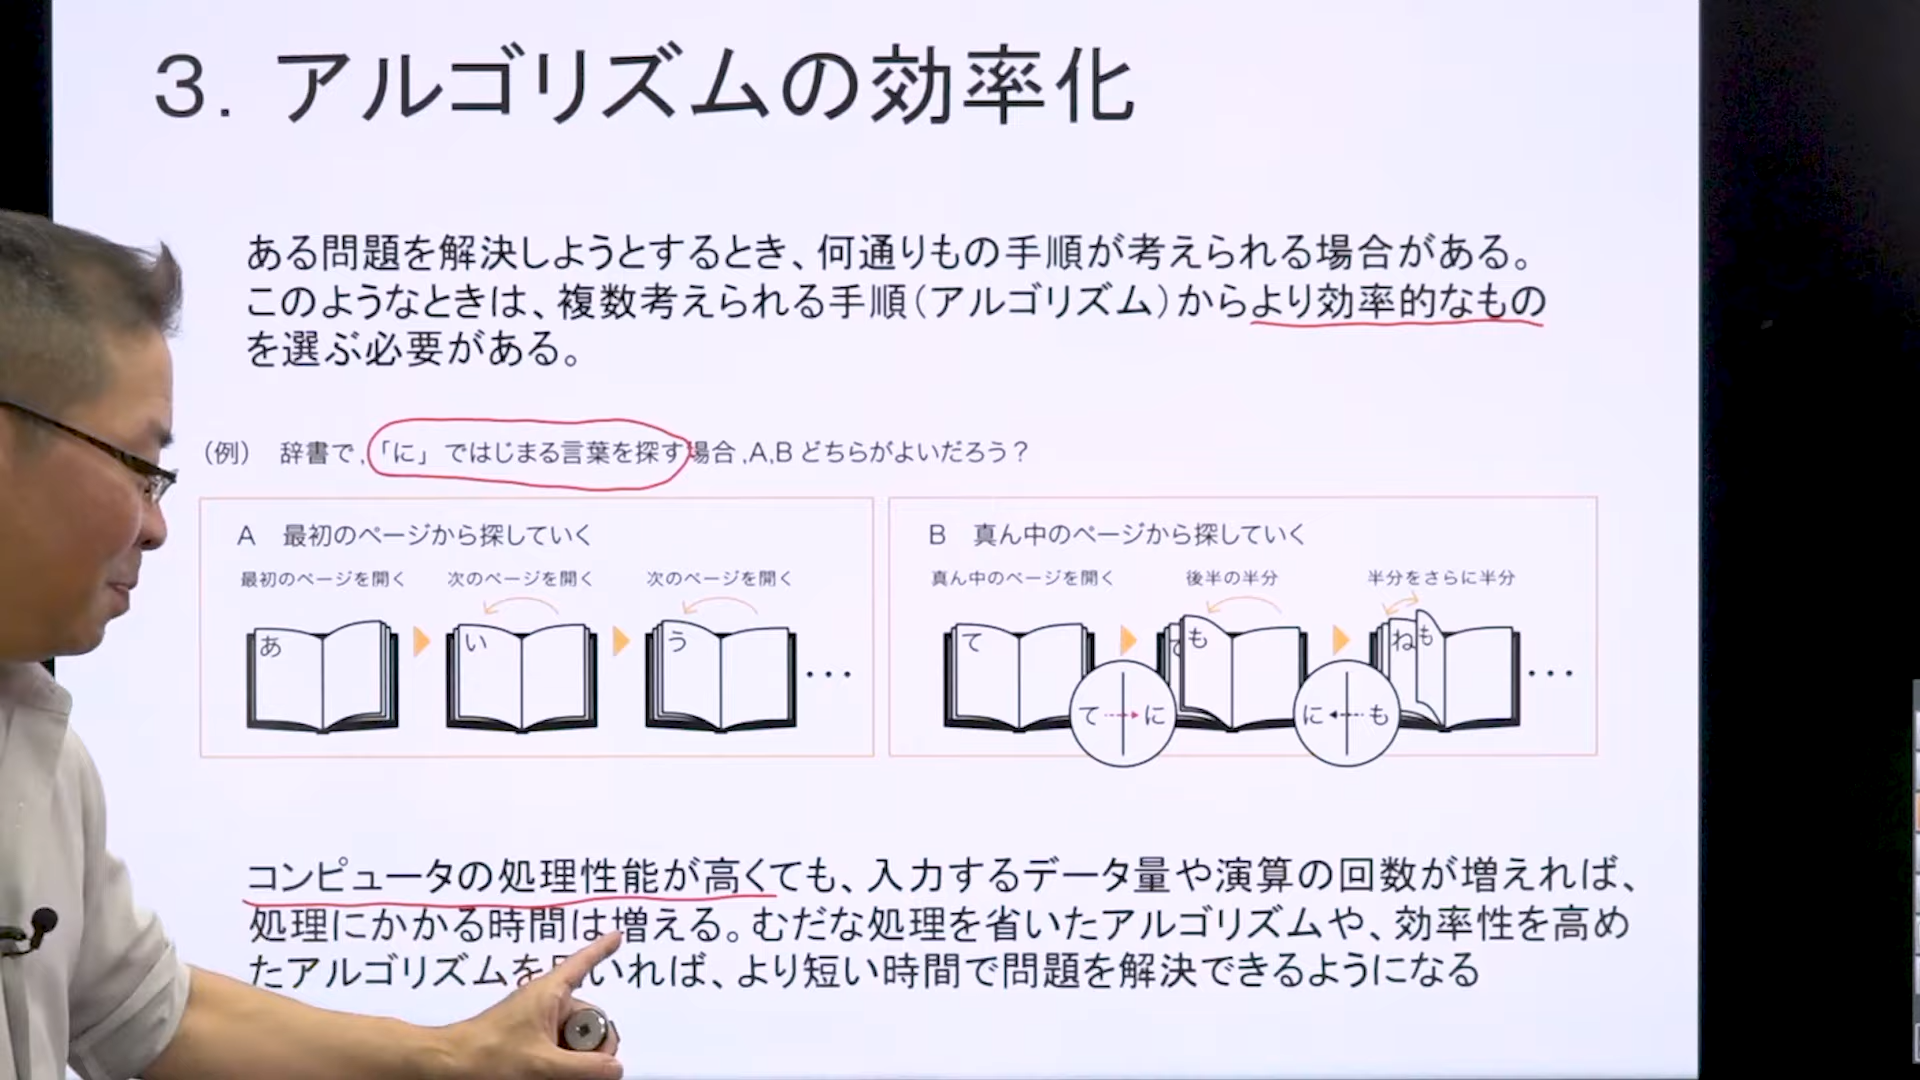 3．アルゴリズムの効率化
ある問題を解決しようとするとき、何通りもの手順が考えられる場合がある。
このようなときは、複数考えられる手順（アルゴリズム）からより効率的なもの
を選ぶ必要がある。
（例） 辞書で,「に」ではじまる言葉を探す場合,A,Bどちらがよいだろう？
A 最初のページから探していく
最初のページを開く 次のページを開く 次のページを開く
あ い う ・・・
B 真ん中のページから探していく
真ん中のページを開く 後半の半分 半分をさらに半分
て も ね も ・・・
て に に も
コンピュータの処理性能が高くても、入力するデータ量や演算の回数が増えれば、
処理にかかる時間は増える。むだな処理を省いたアルゴリズムや、効率性を高め
たアルゴリズムを いれば、より短い時間で問題を解決できるようになる